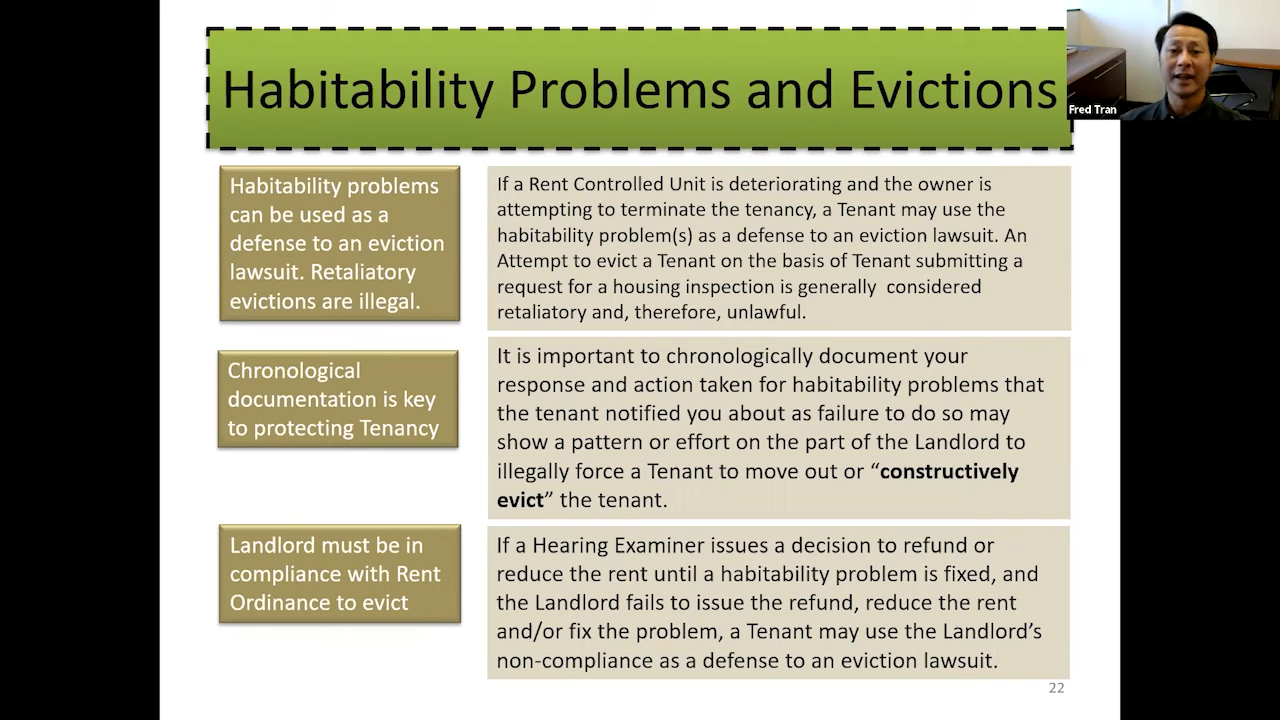 Habitability Problems and Evictions
Fred Tran
Habitability problems
can be used as a
defense to an eviction
lawsuit. Retaliatory
evictions are illegal.
If a Rent Controlled Unit is deteriorating and the owner is
attempting to terminate the tenancy, a Tenant may use the
habitability problem(s) as a defense to an eviction lawsuit. An
Attempt to evict a Tenant on the basis of Tenant submitting a
request for a housing inspection is generally considered
retaliatory and, therefore, unlawful.
Chronological
documentation is key
to protecting Tenancy
It is important to chronologically document your
response and action taken for habitability problems that
the tenant notified you about as failure to do so may
show a pattern or effort on the part of the Landlord to
illegally force a Tenant to move out or “constructively
evict” the tenant.
Landlord must be in
compliance with Rent
Ordinance to evict
If a Hearing Examiner issues a decision to refund or
reduce the rent until a habitability problem is fixed, and
the Landlord fails to issue the refund, reduce the rent
and/or fix the problem, a Tenant may use the Landlord’s
non-compliance as a defense to an eviction lawsuit.
22